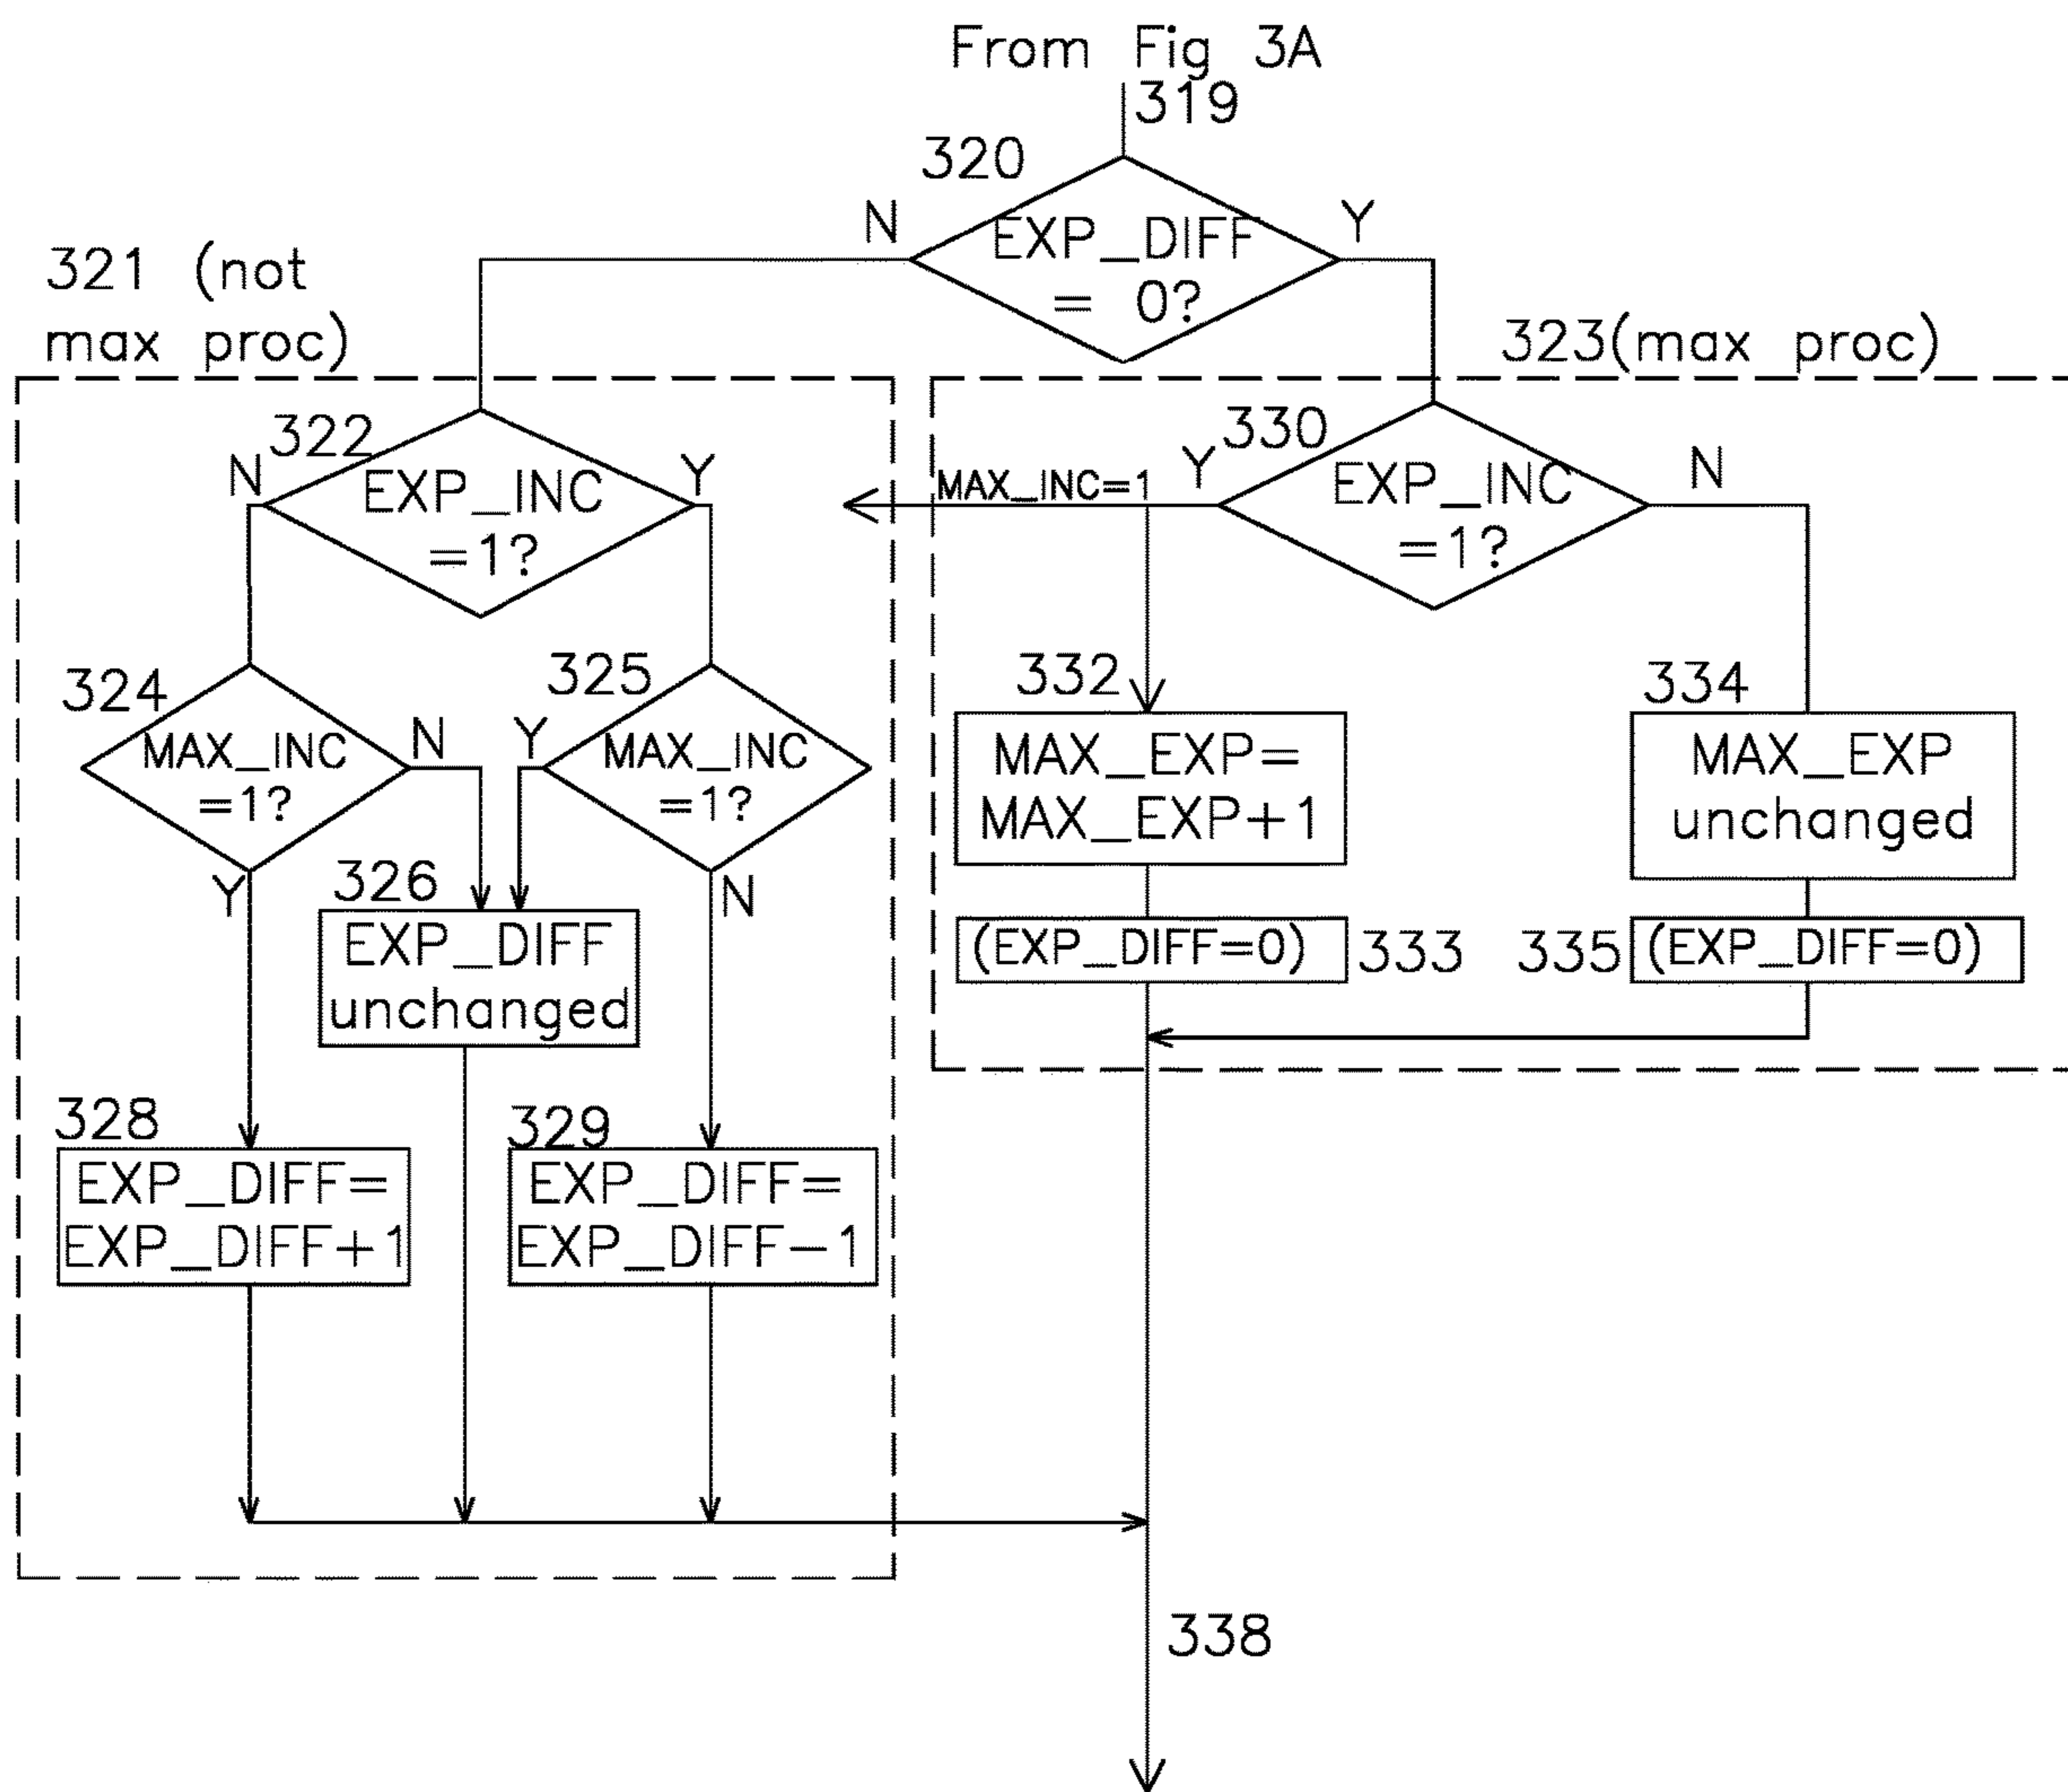 From Fig 3A
319
320
N
Y
EXP_DIFF
= 0?
321 (not
max proc)
323(max proc)
322
N
Y
EXP_INC
=1?
MAX_INC=1
Y
330
N
EXP_INC
=1?
324
MAX_INC
=1?
N
Y
325
Y
MAX_INC
=1?
N
326
EXP_DIFF
unchanged
328
EXP_DIFF=
EXP_DIFF+1
329
EXP_DIFF=
EXP_DIFF-1
332
MAX_EXP=
MAX_EXP+1
(EXP_DIFF=0)
333
334
MAX_EXP
unchanged
335
(EXP_DIFF=0)
338